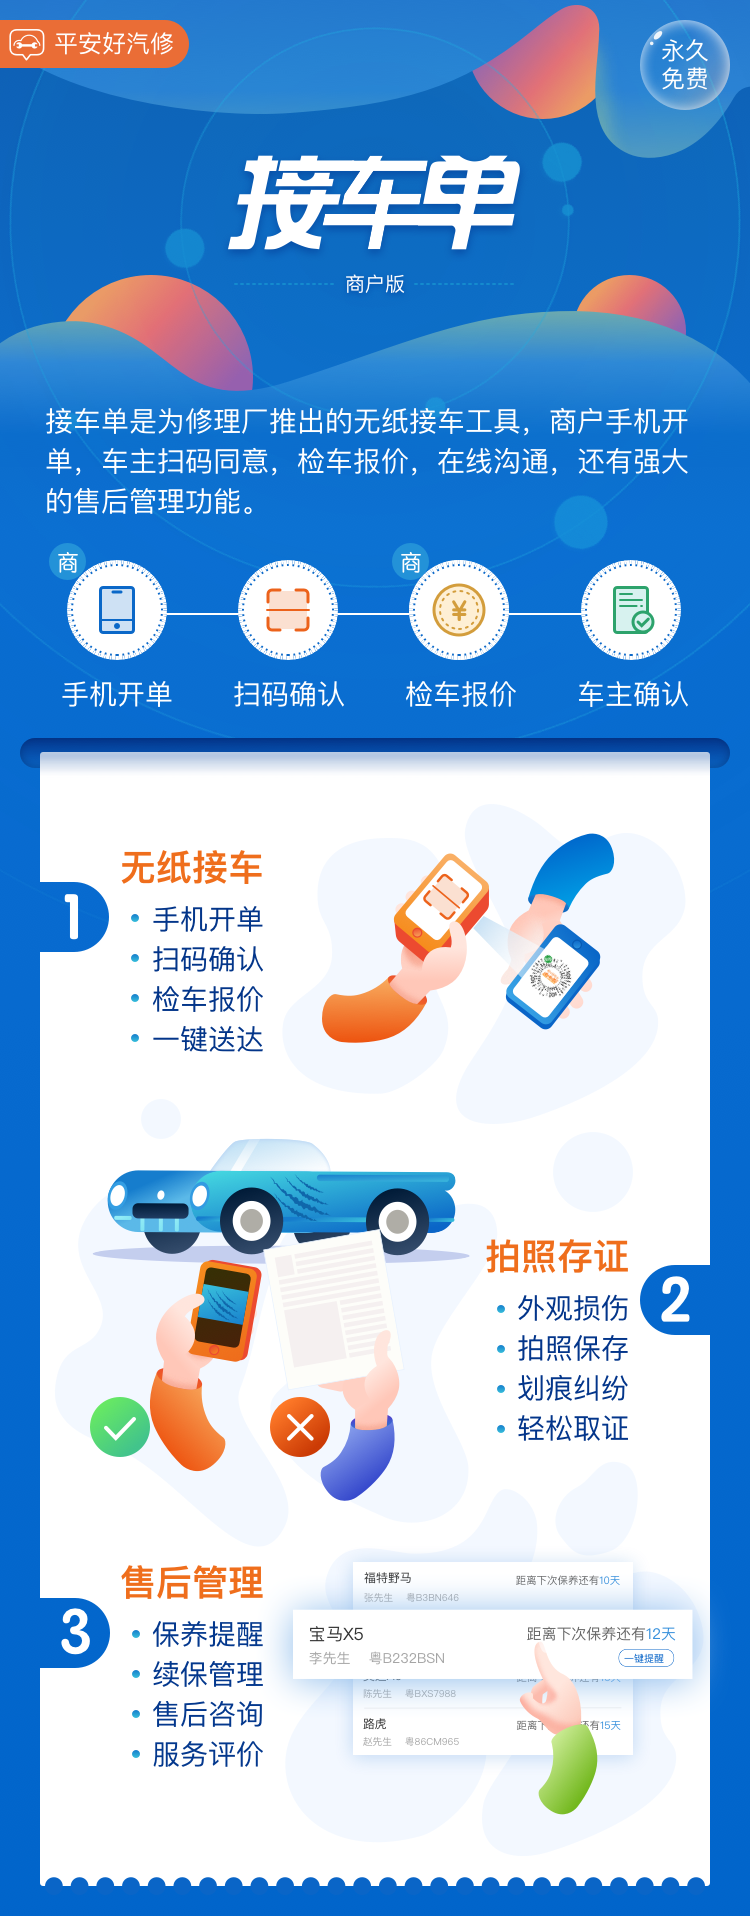 平安好汽修
永久
免费
接车单
商户版
接车单是为修理厂推出的无纸接车工具，商户手机开
单，车主扫码同意，检车报价，在线沟通，还有强大
的售后管理功能。
商
商
手机开单
扫码确认
检车报价
车主确认
1
无纸接车
手机开单
扫码确认
检车报价
一键送达
2
拍照存证
外观损伤
拍照保存
划痕纠纷
轻松取证
3
售后管理
保养提醒
续保管理
售后咨询
服务评价
福特野马
距离下次保养还有10天
张先生 粤B3BN646
宝马X5
距离下次保养还有12天
李先生 粤B232BSN
一键提醒
陈先生 粤BXS7988
路虎
距离下 还有15天
赵先生 粤86CM965